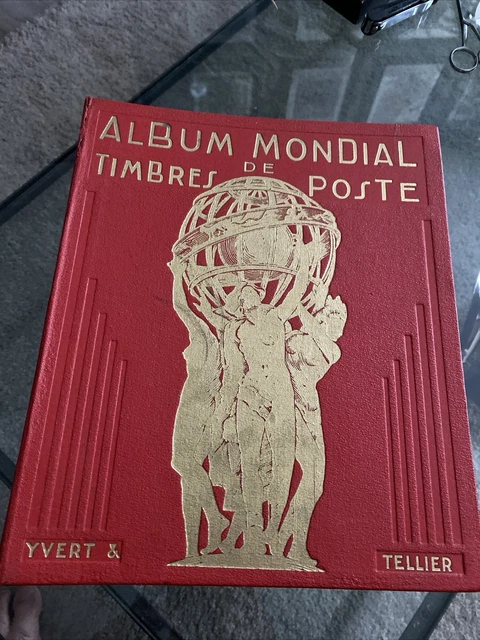 ALBUM MONDIAL
DE
TIMBRES POSTE
YVERT & TELLIER